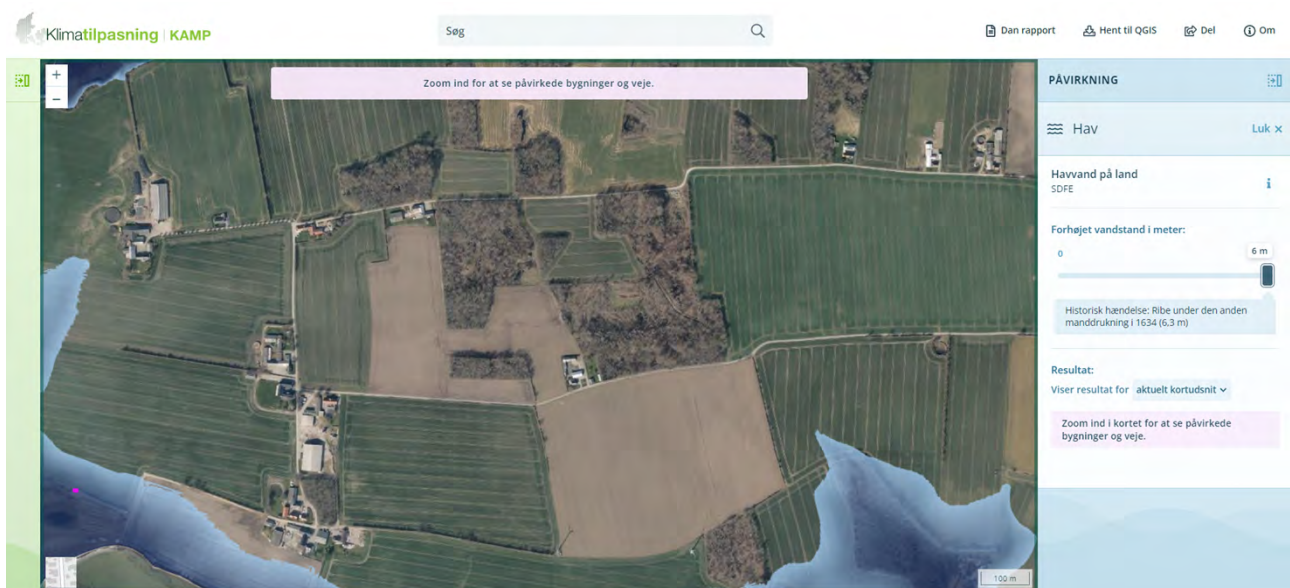 Klimatilpasning | KAMP
Søg
Dan rapport
Hent til QGIS
Del
Om
+
−
Zoom ind for at se påvirkede bygninger og veje.
100 m
PÅVIRKNING
Hav
Luk ×
Havvand på land
SDFE
i
Forhøjet vandstand i meter:
0
6 m
Historisk hændelse: Ribe under den anden
manddrukning i 1634 (6,3 m)
Resultat:
Viser resultat for aktuelt kortudsnit
Zoom ind i kortet for at se påvirkede
bygninger og veje.